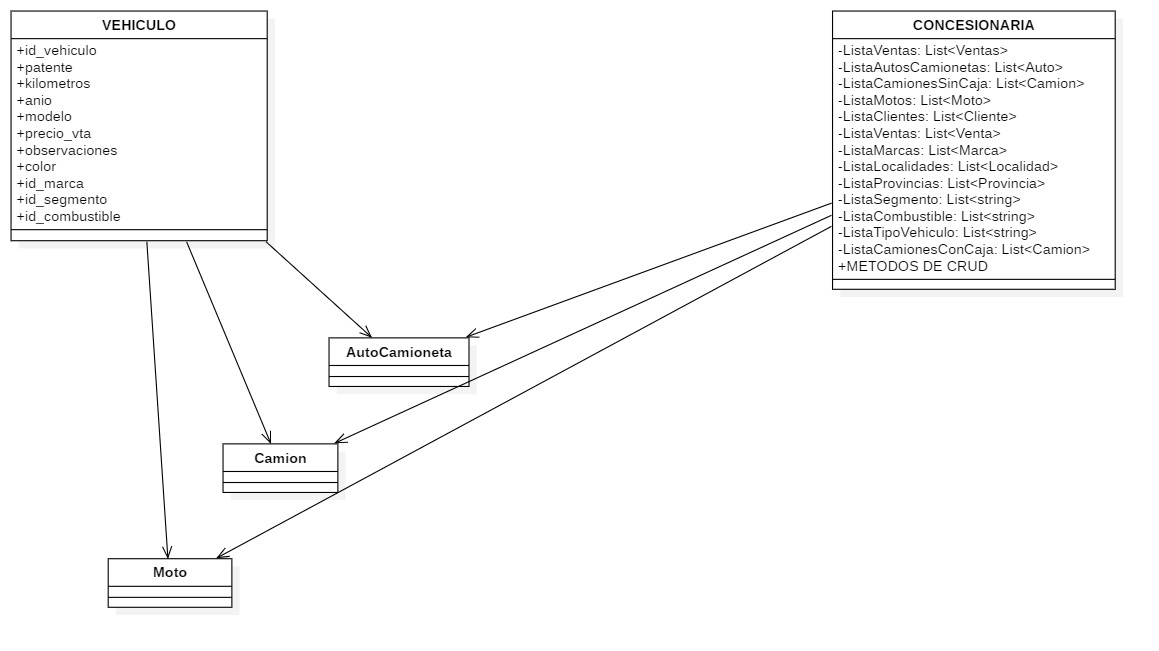 VEHICULO
+id_vehiculo
+patente
+kilometros
+anio
+modelo
+precio_vta
+observaciones
+color
+id_marca
+id_segmento
+id_combustible
CONCESIONARIA
-ListaVentas: List<Ventas>
-ListaAutosCamionetas: List<Auto>
-ListaCamionesSinCaja: List<Camion>
-ListaMotos: List<Moto>
-ListaClientes: List<Cliente>
-ListaVentas: List<Venta>
-ListaMarcas: List<Marca>
-ListaLocalidades: List<Localidad>
-ListaProvincias: List<Provincia>
-ListaSegmento: List<string>
-ListaCombustible: List<string>
-ListaTipoVehiculo: List<string>
-ListaCamionesConCaja: List<Camion>
+METODOS DE CRUD
AutoCamioneta
Camion
Moto